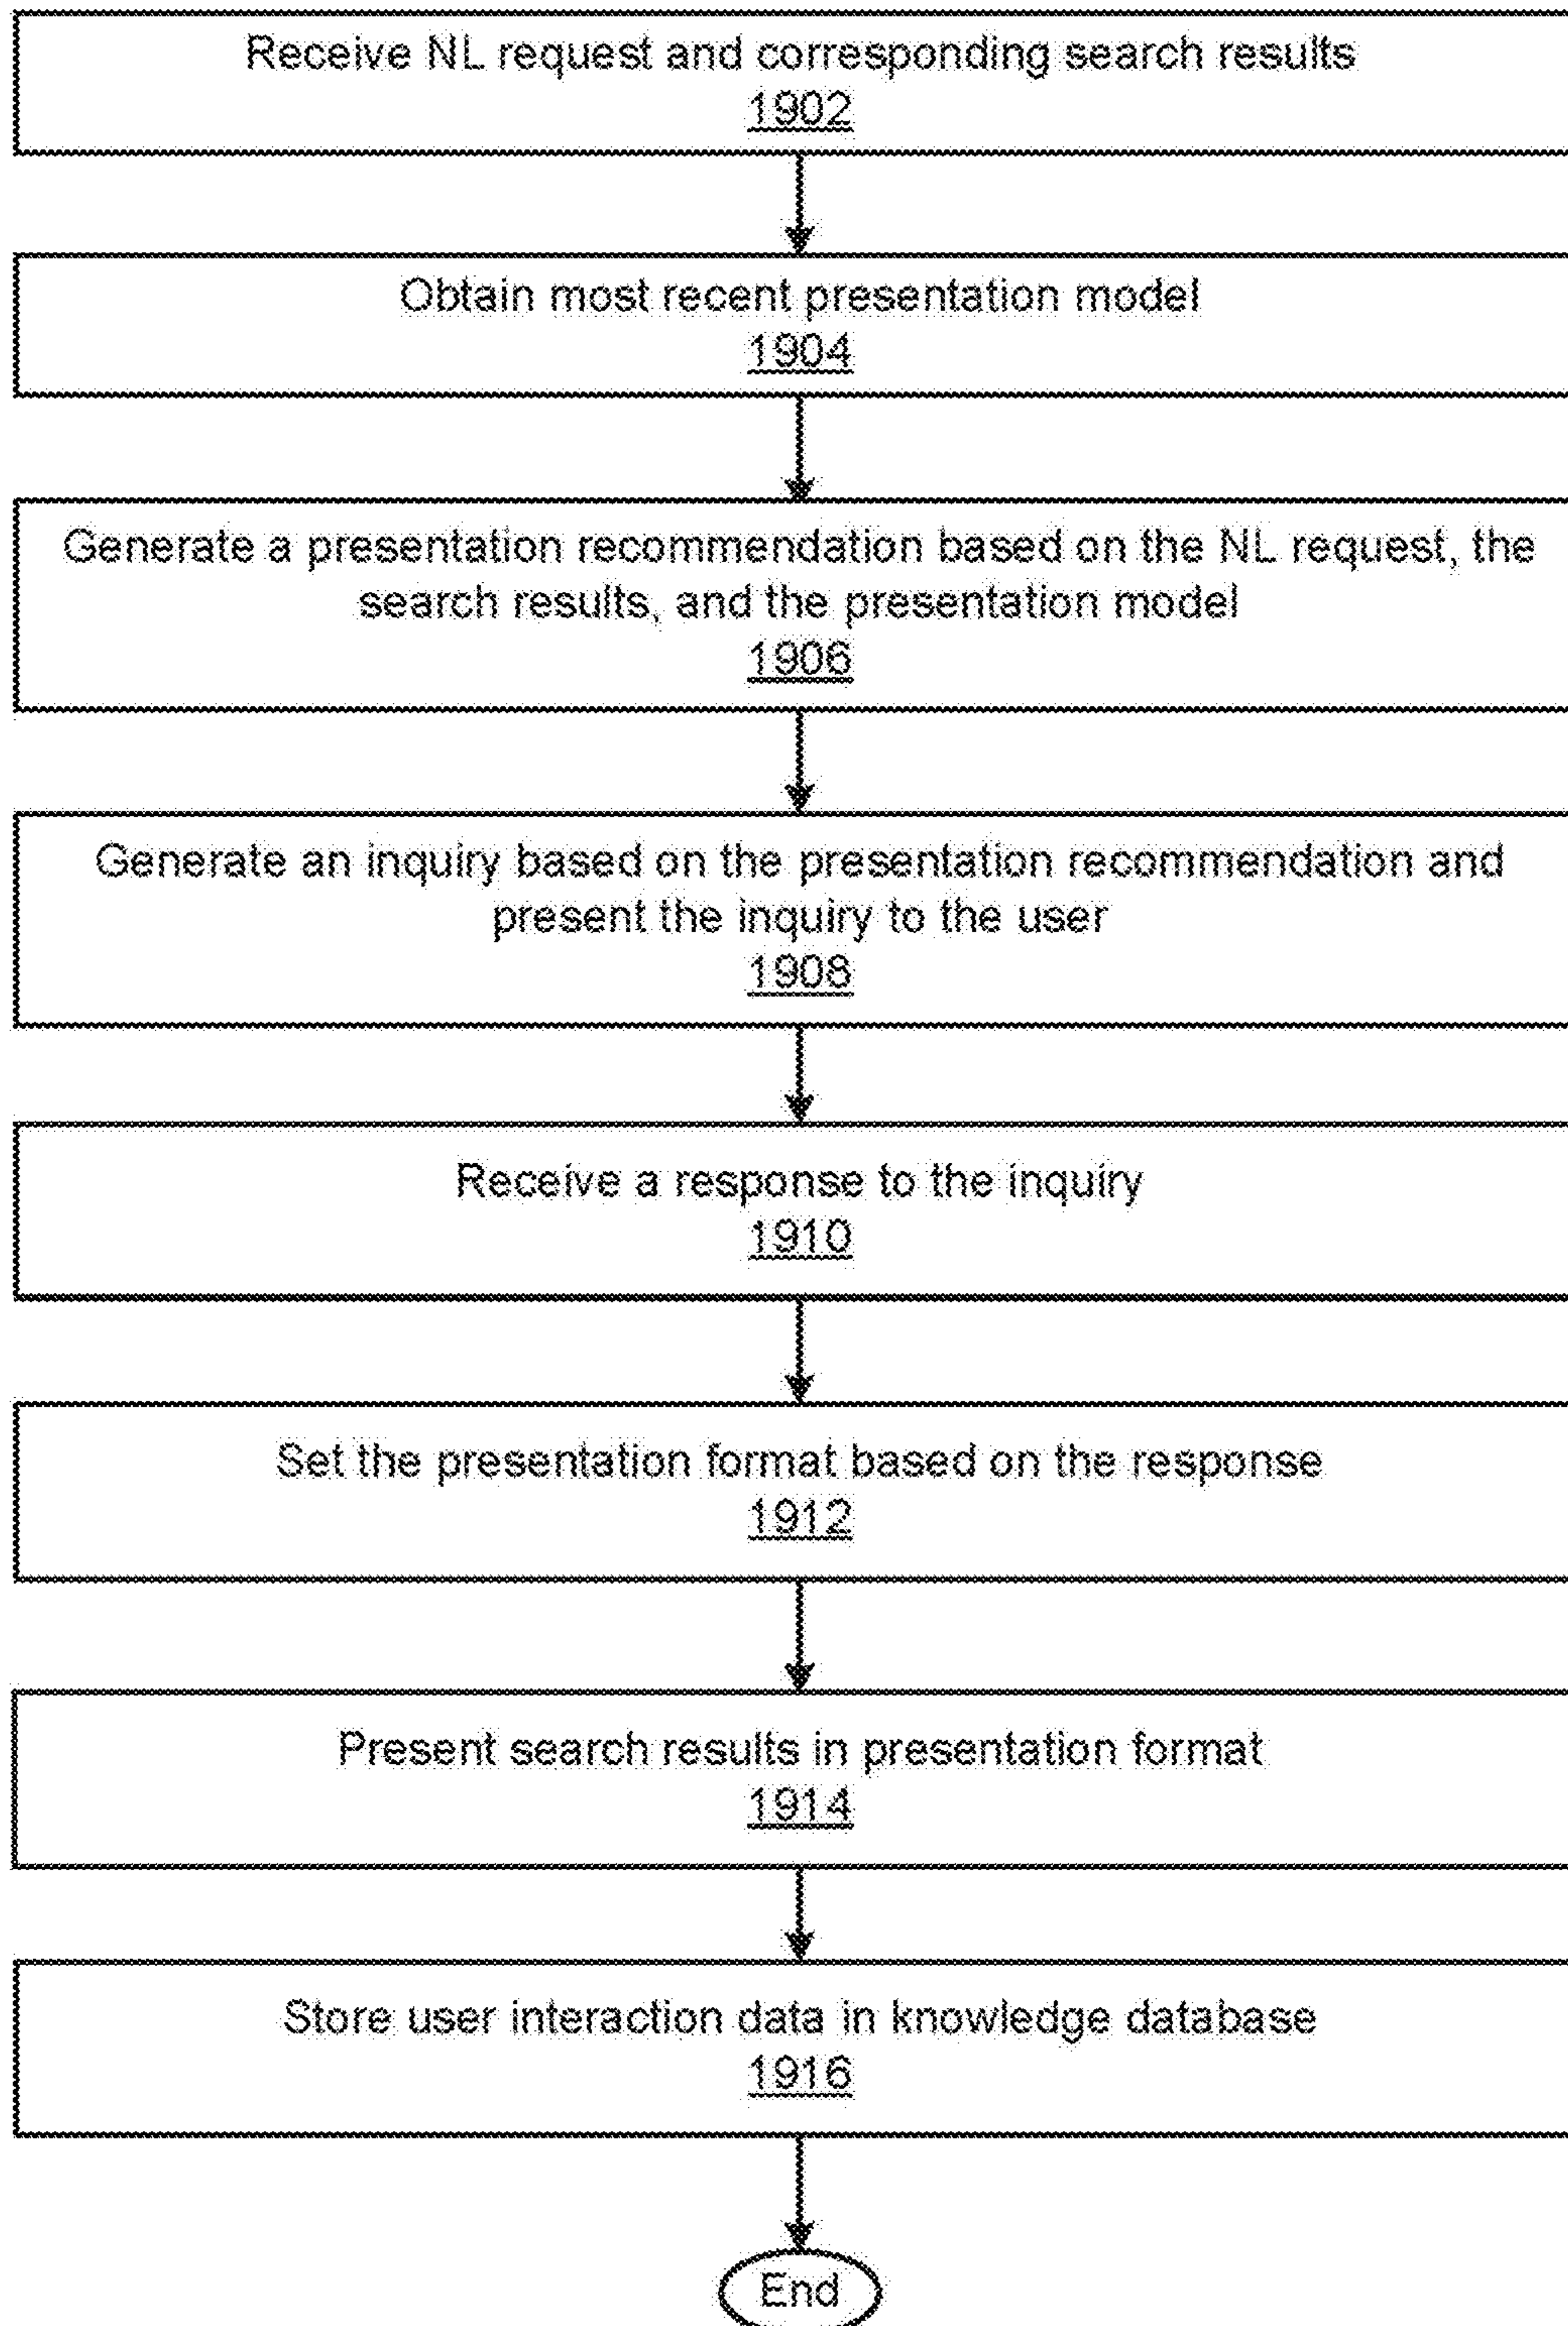 Receive NL request and corresponding search results
1902
Obtain most recent presentation model
1904
Generate a presentation recommendation based on the NL request, the
search results, and the presentation model
1906
Generate an inquiry based on the presentation recommendation and
present the inquiry to the user
1908
Receive a response to the inquiry
1910
Set the presentation format based on the response
1912
Present search results in presentation format
1914
Store user interaction data in knowledge database
1916
End